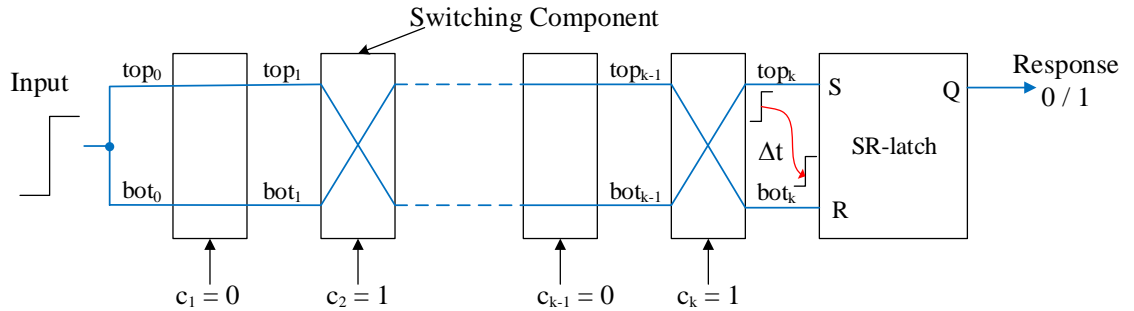 Switching Component
Input
top₀
top₁
topₖ₋₁
topₖ
S
Q
Response
0 / 1
Δt
SR-latch
bot₀
bot₁
botₖ₋₁
botₖ
R
c₁ = 0
c₂ = 1
cₖ₋₁ = 0
cₖ = 1